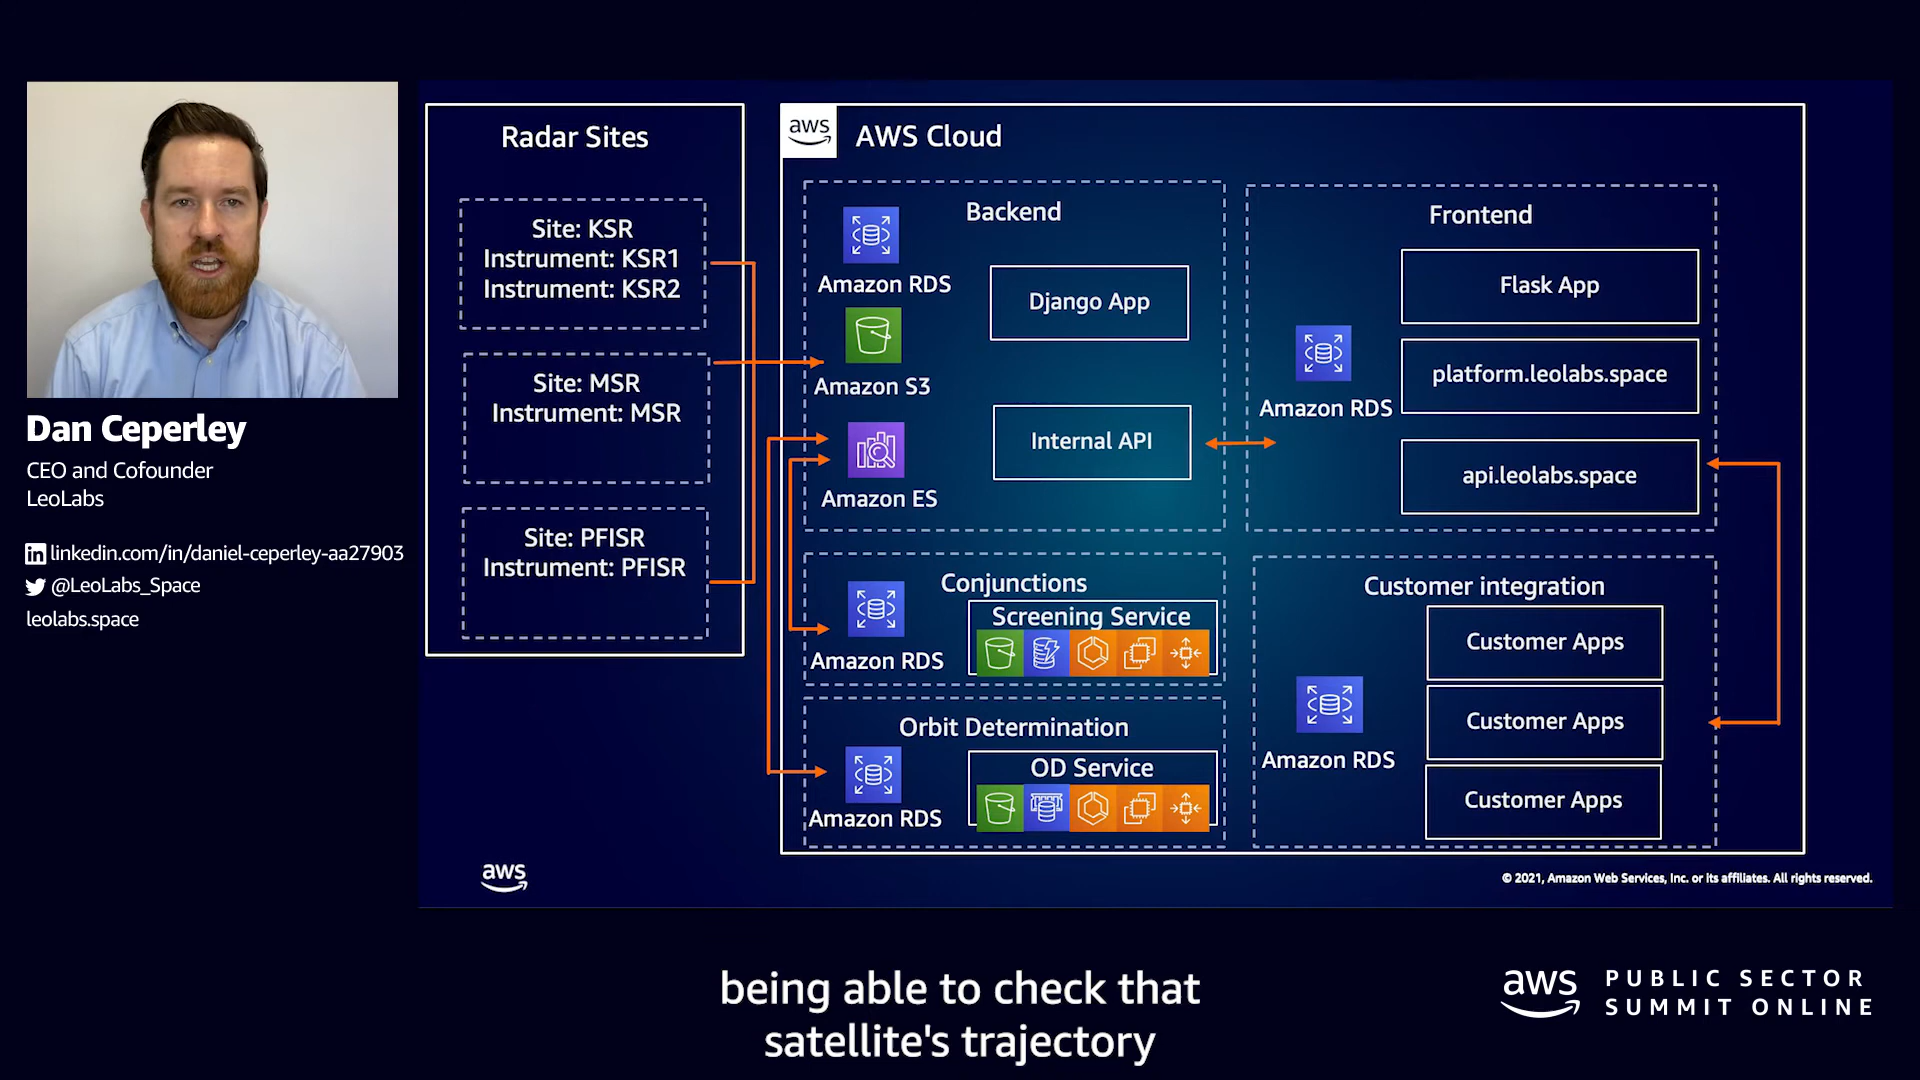 Dan Ceperley
CEO and Cofounder
LeoLabs
in linkedin.com/in/daniel-ceperley-aa27903
@LeoLabs_Space
leolabs.space
Radar Sites
Site: KSR
Instrument: KSR1
Instrument: KSR2
Site: MSR
Instrument: MSR
Site: PFISR
Instrument: PFISR
aws
AWS Cloud
Backend
Amazon RDS
Django App
Amazon S3
Internal API
Amazon ES
Frontend
Flask App
platform.leolabs.space
Amazon RDS
api.leolabs.space
Conjunctions
Screening Service
Amazon RDS
Orbit Determination
OD Service
Amazon RDS
Customer integration
Customer Apps
Customer Apps
Amazon RDS
Customer Apps
aws
© 2021, Amazon Web Services, Inc. or its affiliates. All rights reserved.
being able to check that
satellite's trajectory
aws
PUBLIC SECTOR
SUMMIT ONLINE